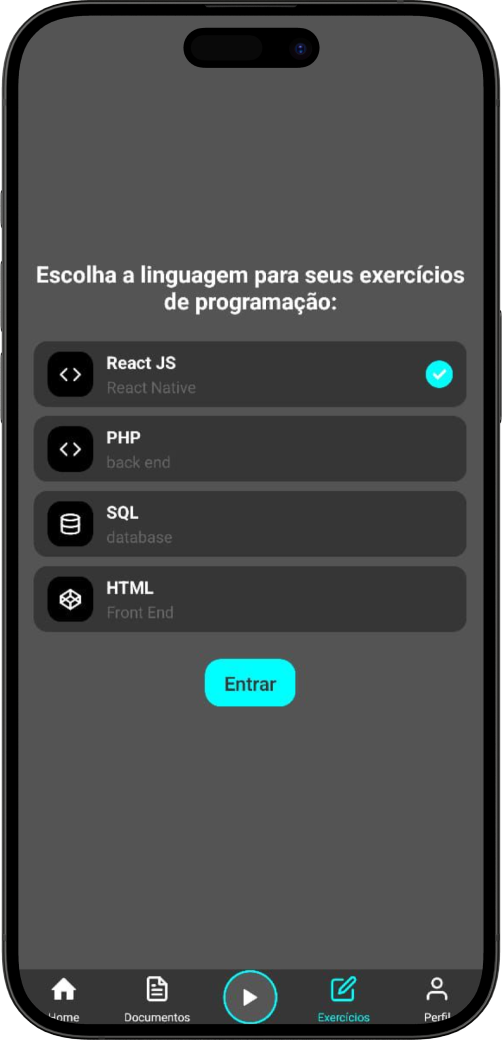 Escolha a linguagem para seus exercícios
de programação:
React JS
React Native
PHP
back end
SQL
database
HTML
Front End
Entrar
Home
Documentos
Exercícios
Perfil